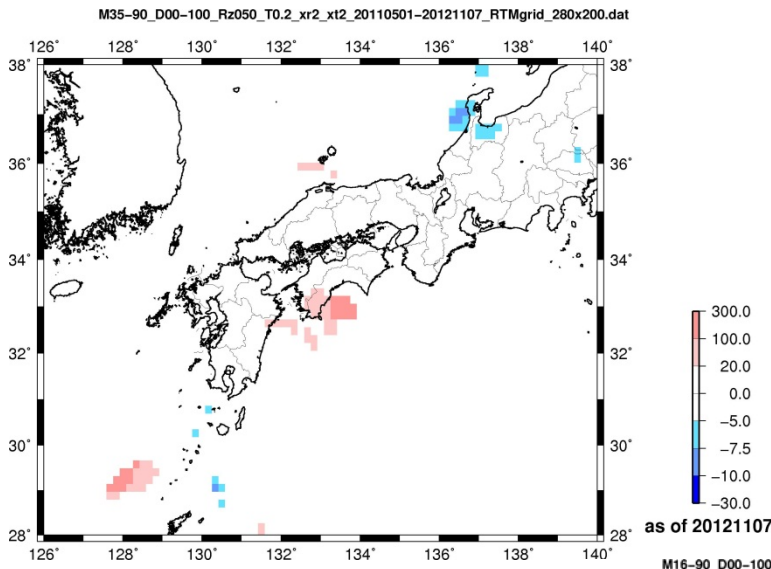 M35-90_D00-100_Rz050_T0.2_xr2_xt2_20110501-20121107_RTMgrid_280x200.dat
126° 128° 130° 132° 134° 136° 138° 140°
38° 38°
36° 36°
34° 34°
32° 32°
30° 30°
28° 28°
126° 128° 130° 132° 134° 136° 138° 140°
300.0
100.0
20.0
0.0
−5.0
−7.5
−10.0
−30.0
as of 20121107
M16-90_D00-100